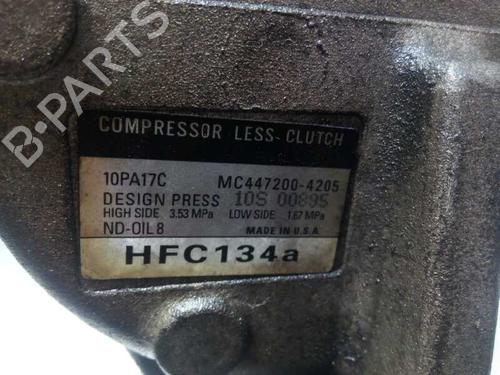 B-PARTS
COMPRESSOR LESS-CLUTCH
10PA17C MC447200-4205
DESIGN PRESS 10S 00895
HIGH SIDE 3.53 MPa LOW SIDE 1.67 MPa
ND-OIL 8 MADE IN U.S.A.
HFC134a